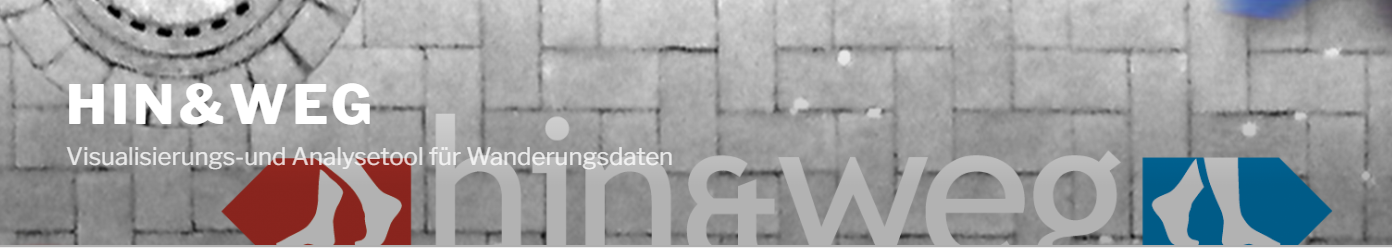 HIN&WEG
Visualisierungs-und Analysetool für Wanderungsdaten
hin&weg